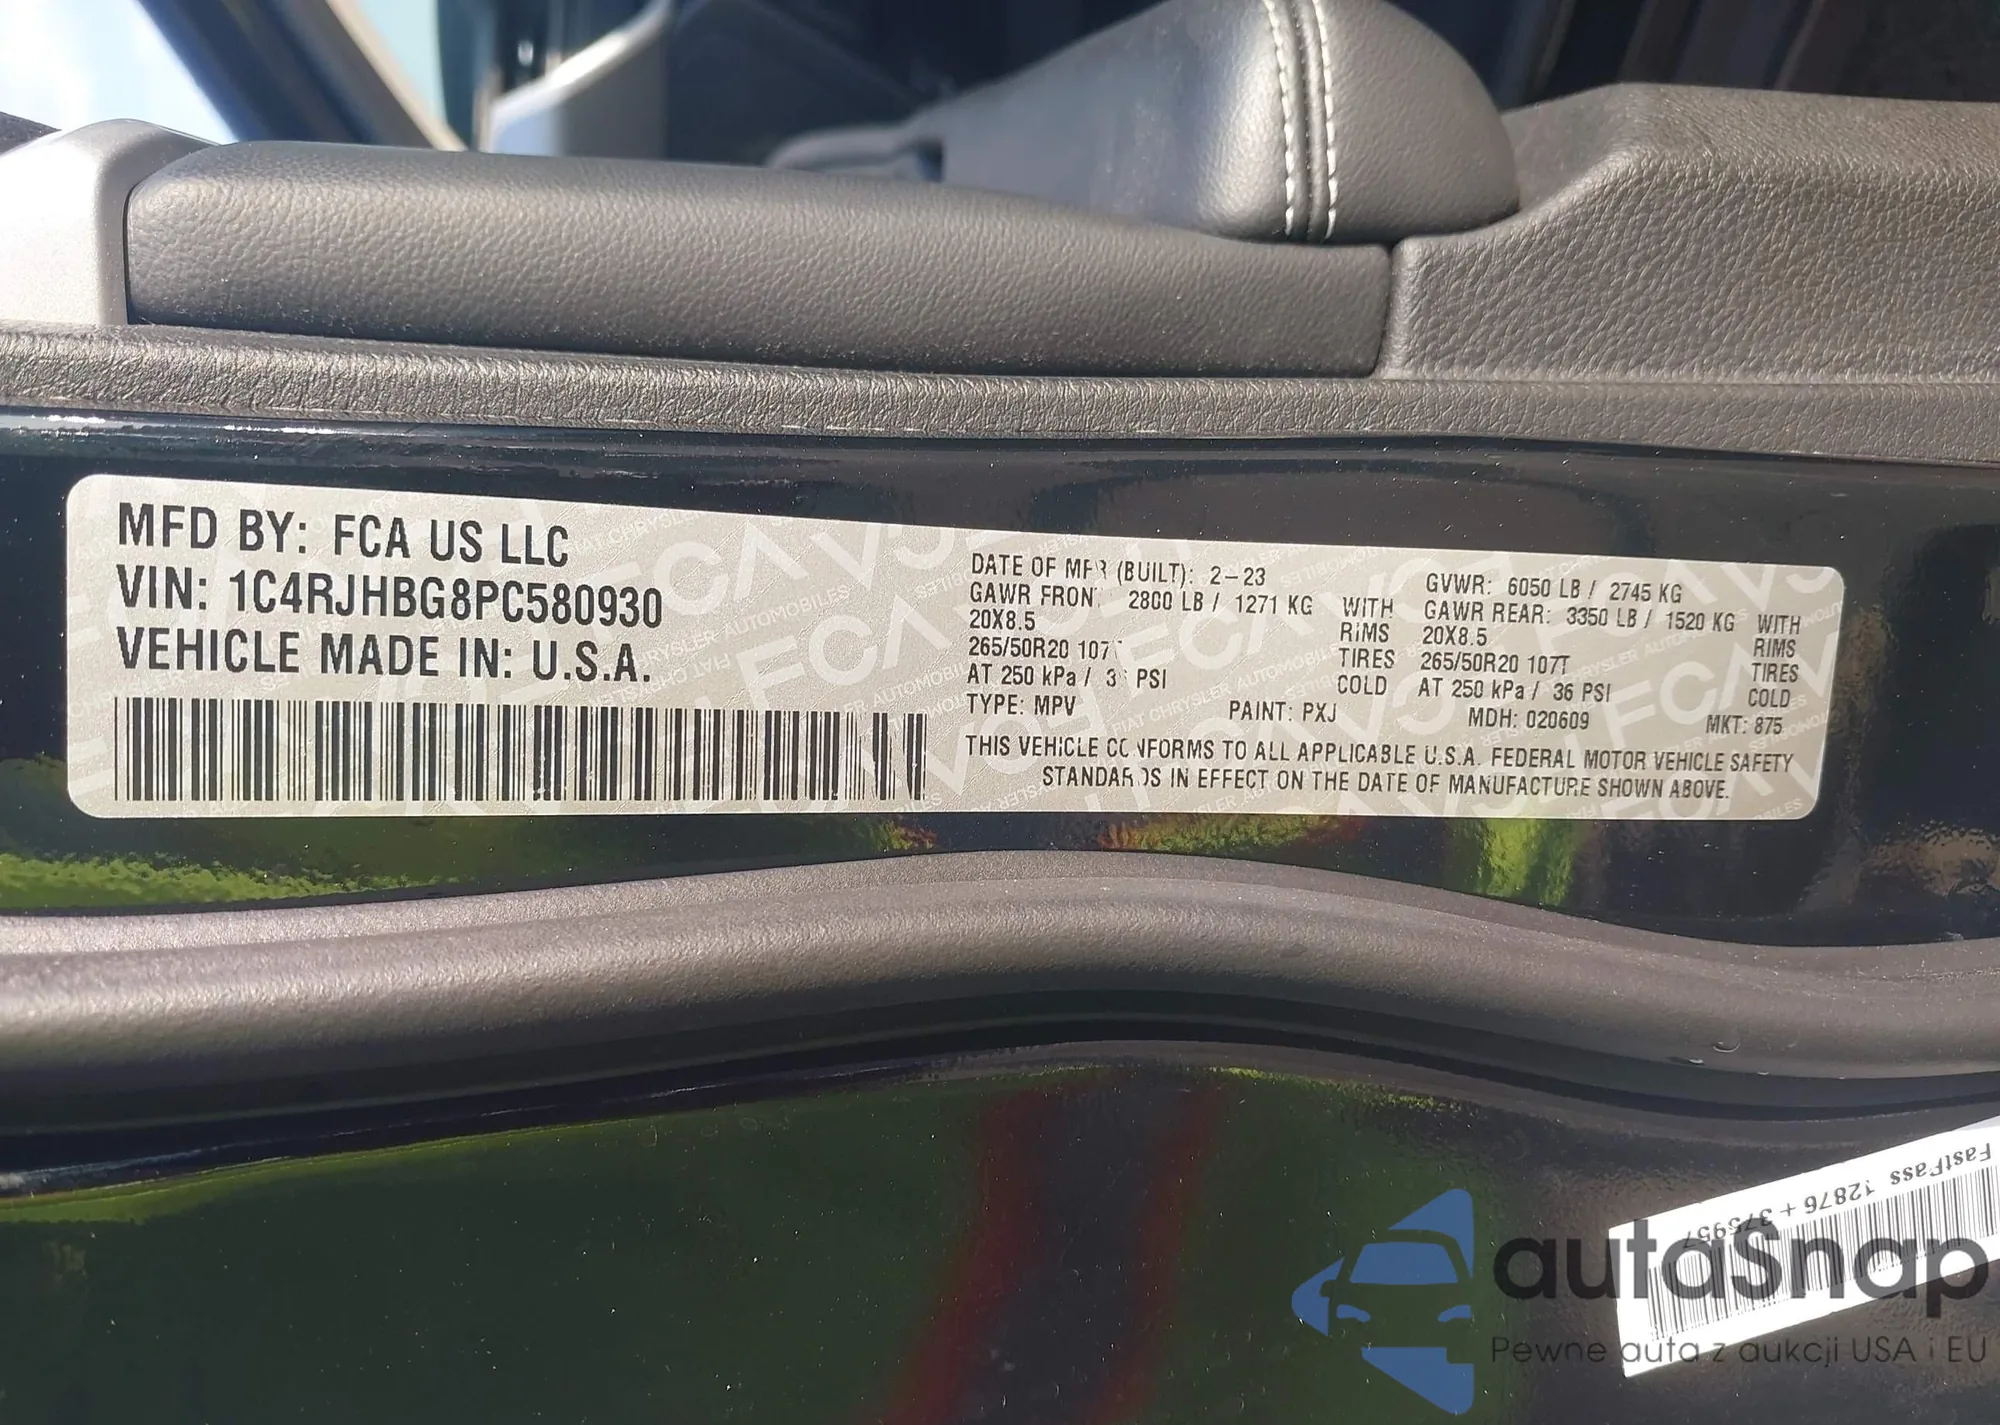 MFD BY: FCA US LLC
VIN: 1C4RJHBG8PC580930
VEHICLE MADE IN: U.S.A.
DATE OF MFR (BUILT): 2-23
GAWR FRONT 2800 LB / 1271 KG WITH
20X8.5 RIMS
265/50R20 107T TIRES
AT 250 kPa / 36 PSI COLD
TYPE: MPV
GVWR: 6050 LB / 2745 KG
GAWR REAR: 3350 LB / 1520 KG WITH
20X8.5 RIMS
265/50R20 107T TIRES
AT 250 kPa / 36 PSI COLD
PAINT: PXJ MDH: 020609 MKT: 875
THIS VEHICLE CONFORMS TO ALL APPLICABLE U.S.A. FEDERAL MOTOR VEHICLE SAFETY
STANDARDS IN EFFECT ON THE DATE OF MANUFACTURE SHOWN ABOVE.
FastPass 12876 + 375957
autaSnap
Pewne auta z aukcji USA i EU